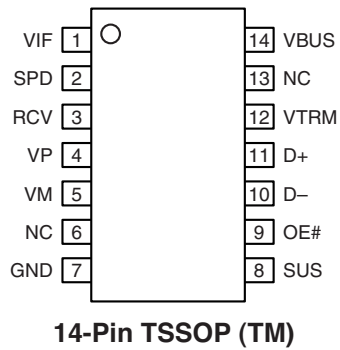 VIF 1 14 VBUS
SPD 2 13 NC
RCV 3 12 VTRM
VP 4 11 D+
VM 5 10 D–
NC 6 9 OE#
GND 7 8 SUS
14-Pin TSSOP (TM)